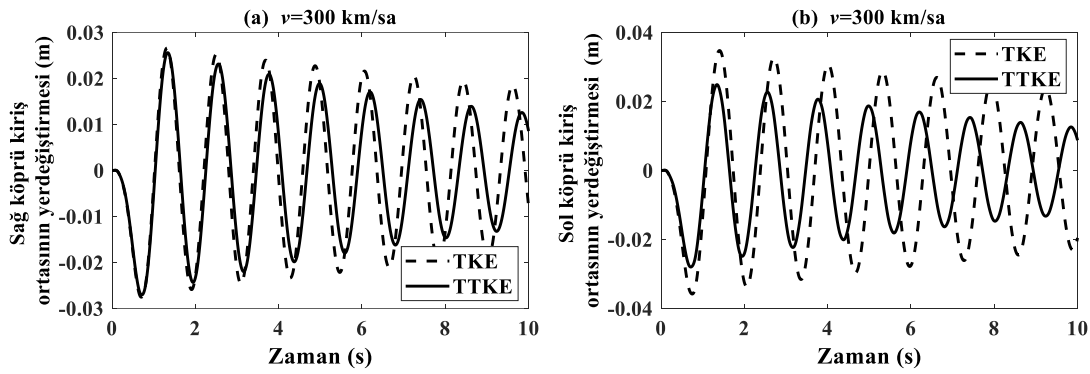 (a) v=300 km/sa
Sağ köprü kiriş
ortasının yerdeğiştirmesi (m)
0.03
0.02
0.01
0
-0.01
-0.02
-0.03
TKE
TTKE
0 2 4 6 8 10
Zaman (s)
(b) v=300 km/sa
Sol köprü kiriş
ortasının yerdeğiştirmesi (m)
0.04
0.02
0
-0.02
-0.04
TKE
TTKE
0 2 4 6 8 10
Zaman (s)